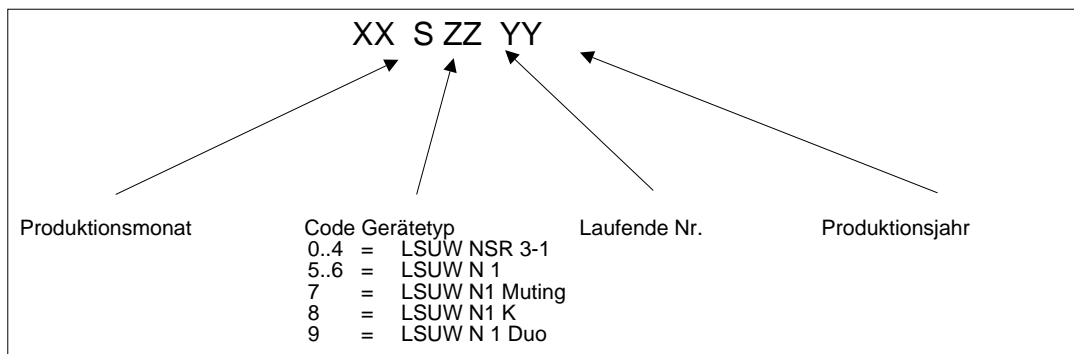 XX S ZZ YY
Produktionsmonat Code Gerätetyp Laufende Nr. Produktionsjahr
0..4 = LSUW NSR 3-1
5..6 = LSUW N 1
7 = LSUW N1 Muting
8 = LSUW N1 K
9 = LSUW N 1 Duo